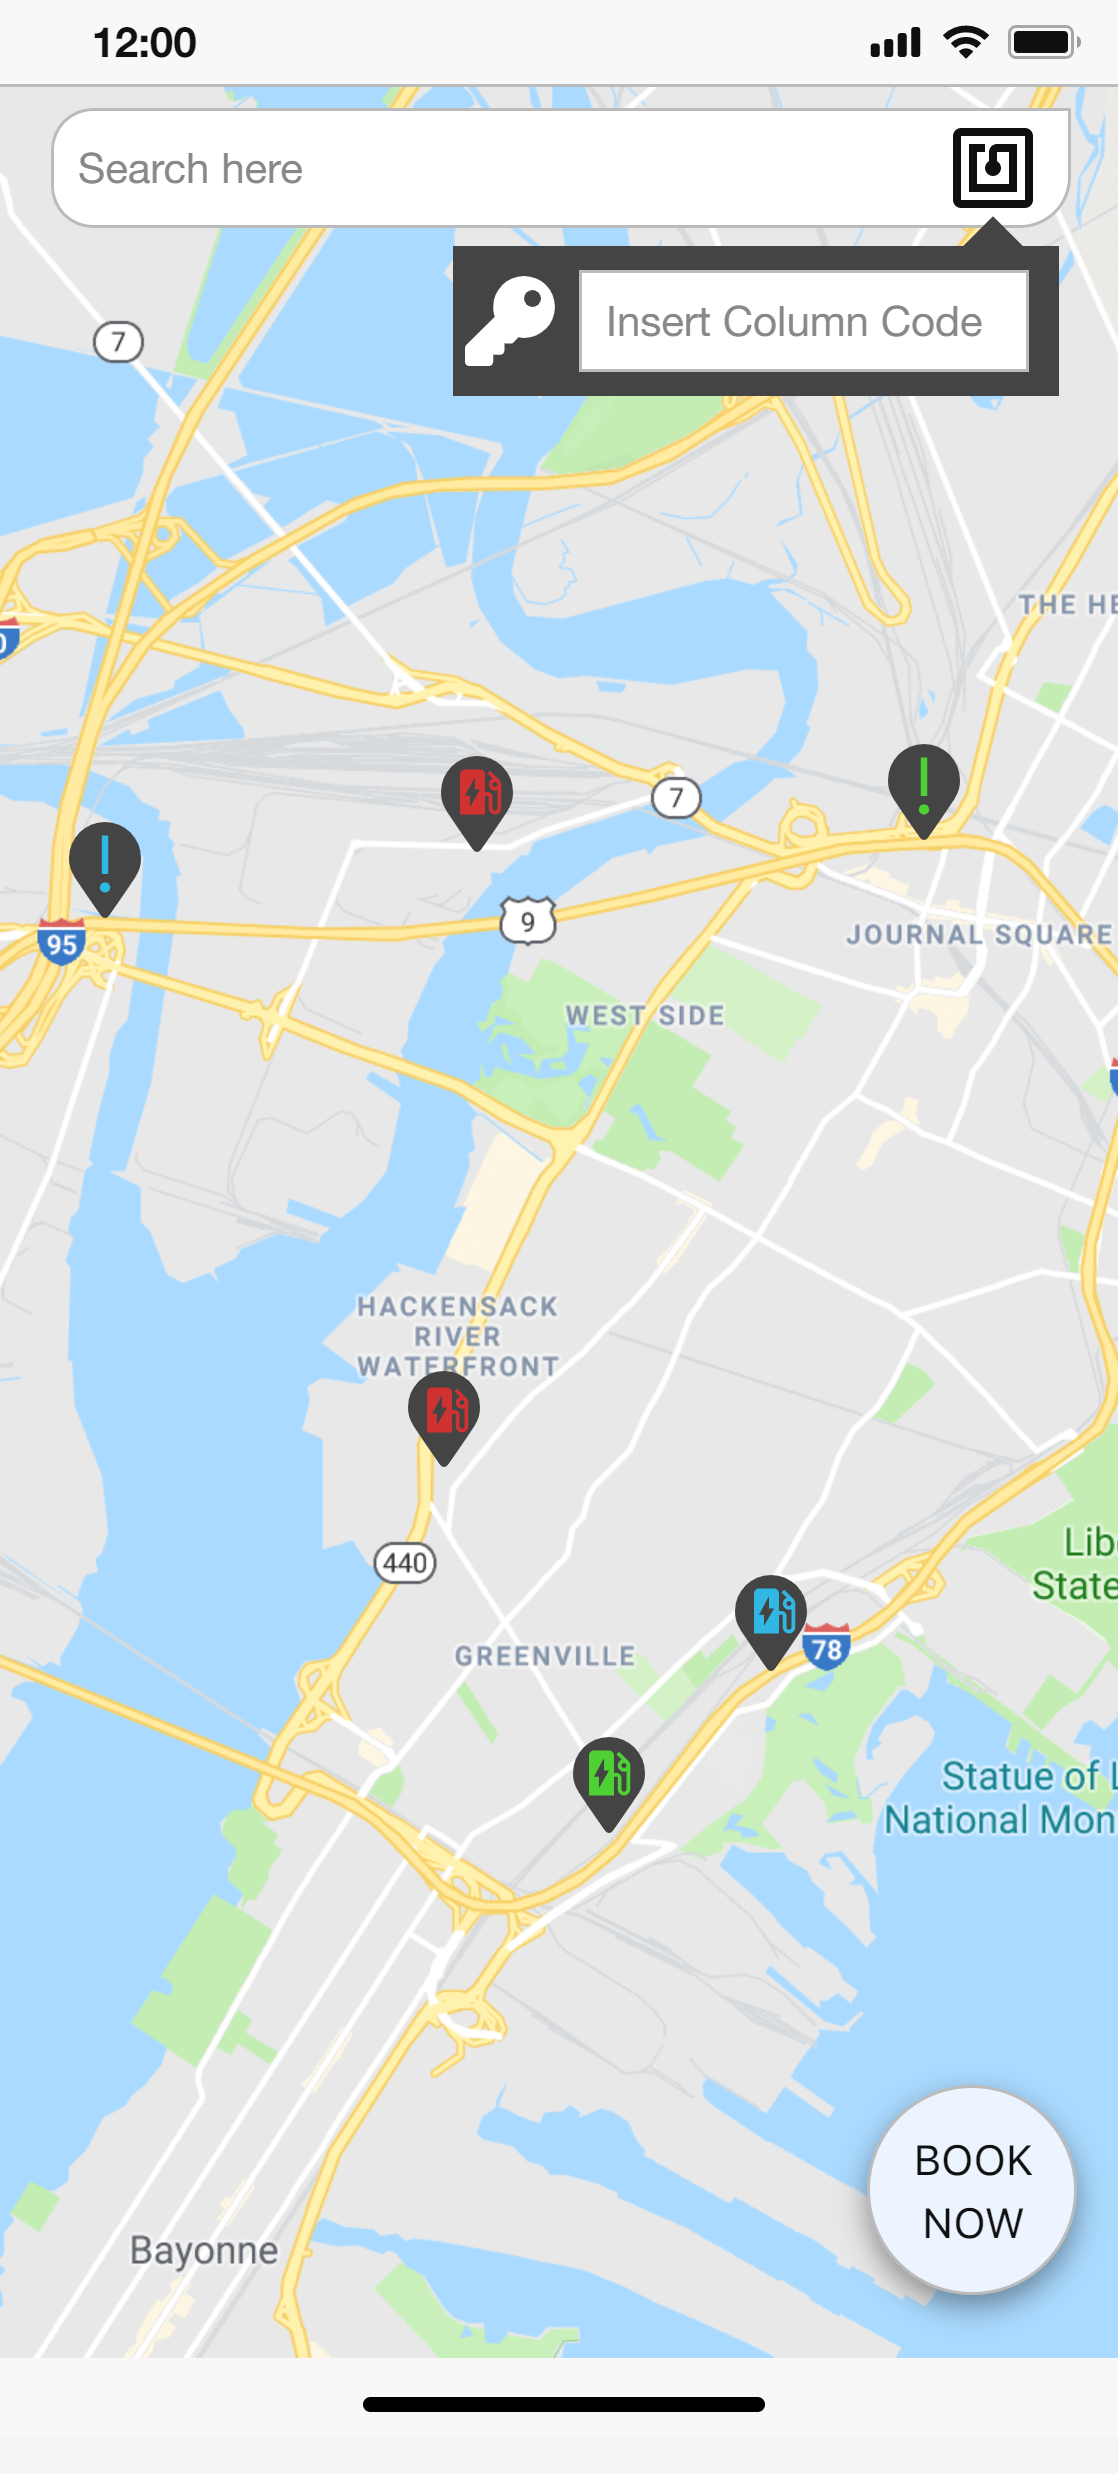 12:00
Search here
Insert Column Code
7
THE HE
7
9
95
JOURNAL SQUARE
WEST SIDE
HACKENSACK
RIVER
WATERFRONT
440
Lib
State
GREENVILLE
78
Statue of L
National Mon
BOOK
NOW
Bayonne